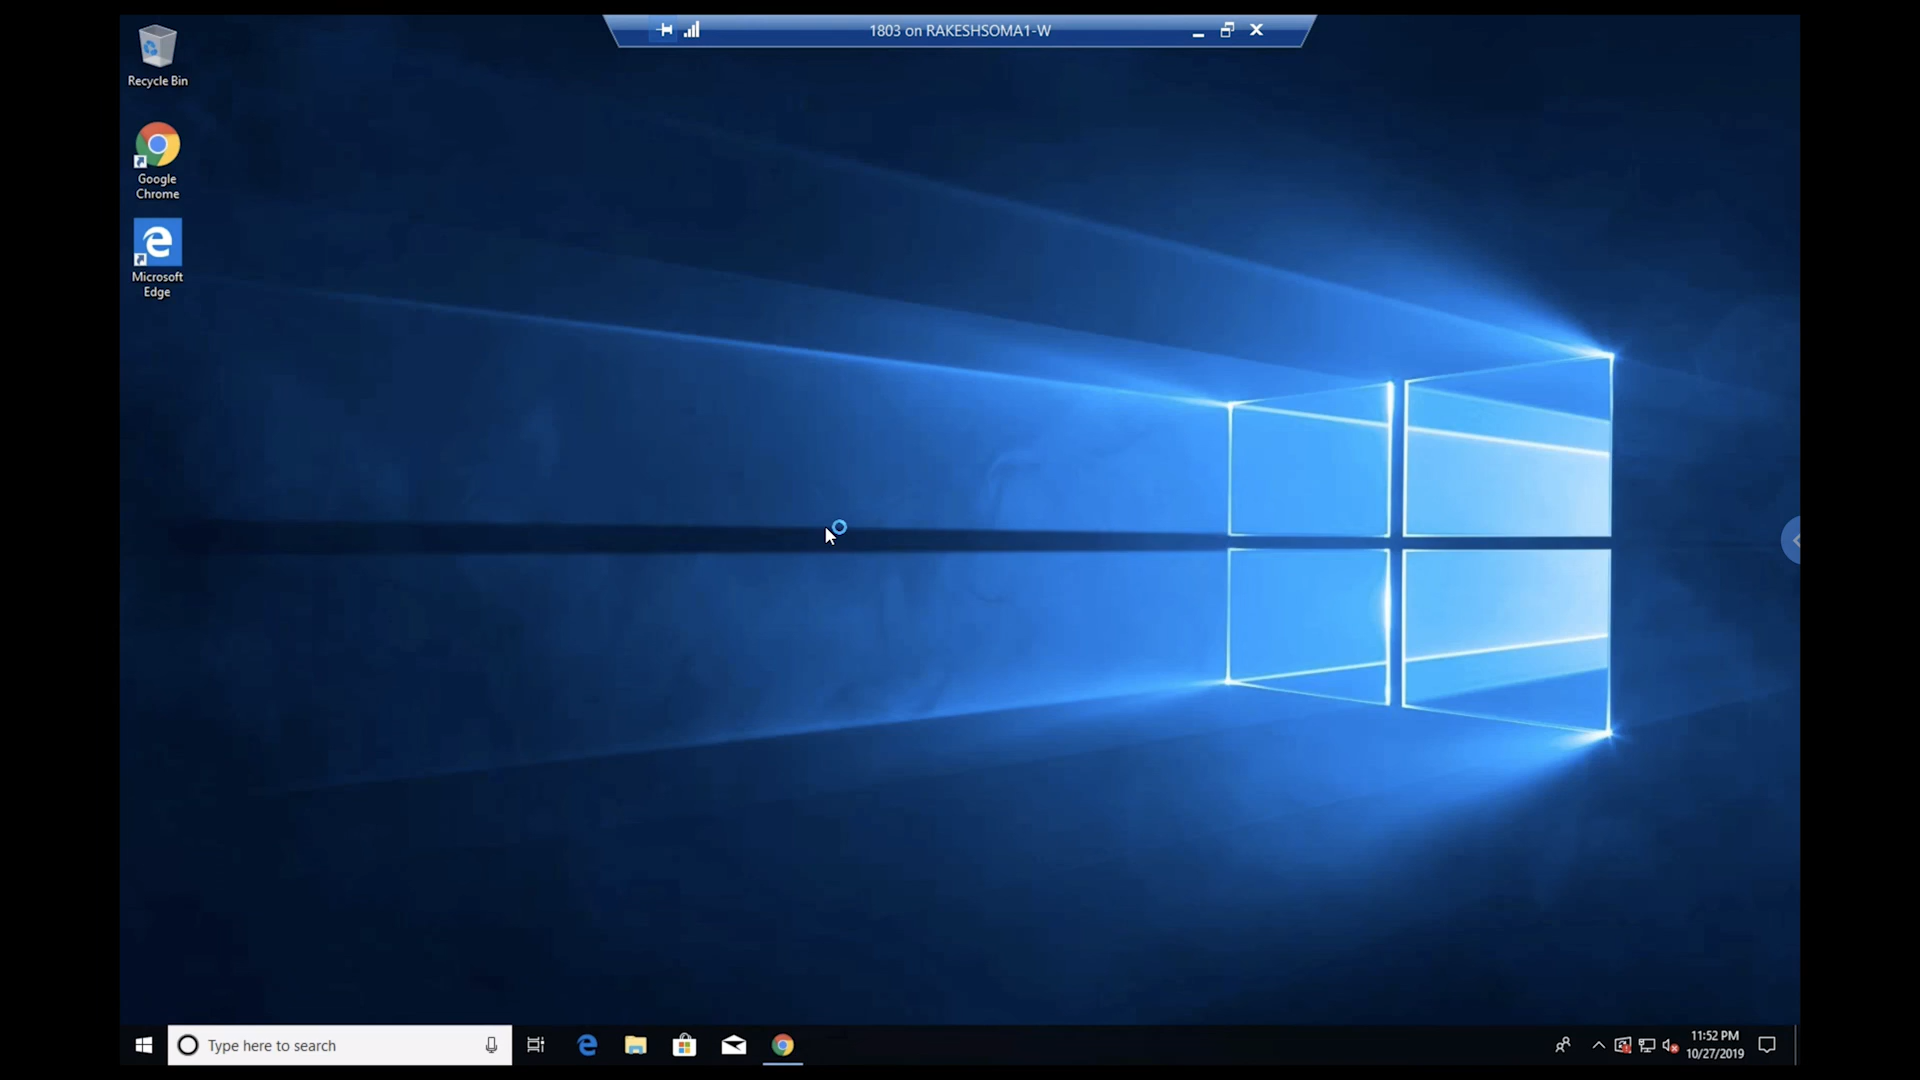 1803 on RAKESHSOMA1-W
Recycle Bin
Google
Chrome
Microsoft
Edge
Type here to search
11:52 PM
10/27/2019